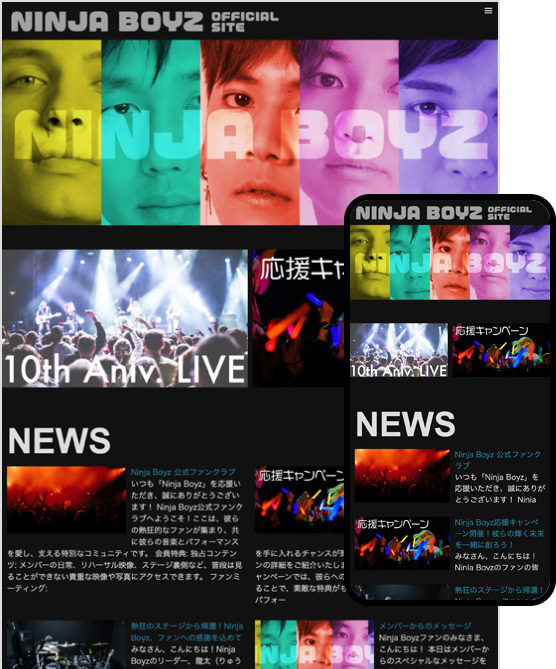 NINJA BOYZ OFFICIAL SITE
NINJA BOYZ
10th Aniv. LIVE
応援キャ
NEWS
Ninja Boyz 公式ファンクラブ
いつも「Ninja Boyz」を応援い
ただき、誠にありがとうござい
ます！ Ninja Boyz公式ファンク
ラブへようこそ！ここは、彼ら
の熱狂的なファンが集まり、共
に彼らの音楽とパフォーマンス
を愛し、支える特別なコミュニティです。 会員特典: 独占コンテン
ツ: メンバーの日常、リハーサル映像、ステージ裏側など、普段は見
ることができない貴重な映像や写真にアクセスできます。 ファンミ
ーティング:
応援キャンペーン
を手に入れるチャンスが
ンの詳細をご紹介いたしま
ャンペーンでは、彼らへの
ることで、素敵な特典がも
パフォー
熱狂のステージから帰還！Ninja
Boyz、ファンへの感謝を込めて
みなさん、こんにちは！Ninja
Boyzのリーダー、龍太（りゅう
メンバーからのメッセージ
Ninja Boyzファンのみなさま、
こんにちは！ 本日はメンバーか
らのスペシャルなメッセージを
NINJA BOYZ OFFICIAL SITE
NINJA BOYZ
10th Aniv. LIVE
応援キャンペーン
NEWS
Ninja Boyz 公式ファンク
ラブ
いつも「Ninja Boyz」を
応援いただき、誠にありが
とうございます！ Ninja
応援キャンペーン
Ninja Boyz応援キャンペ
ーン開催！彼らの輝く未来
を一緒に創ろう！
みなさん、こんにちは！
Ninja Boyzのファンの皆
熱狂のステージから帰還！